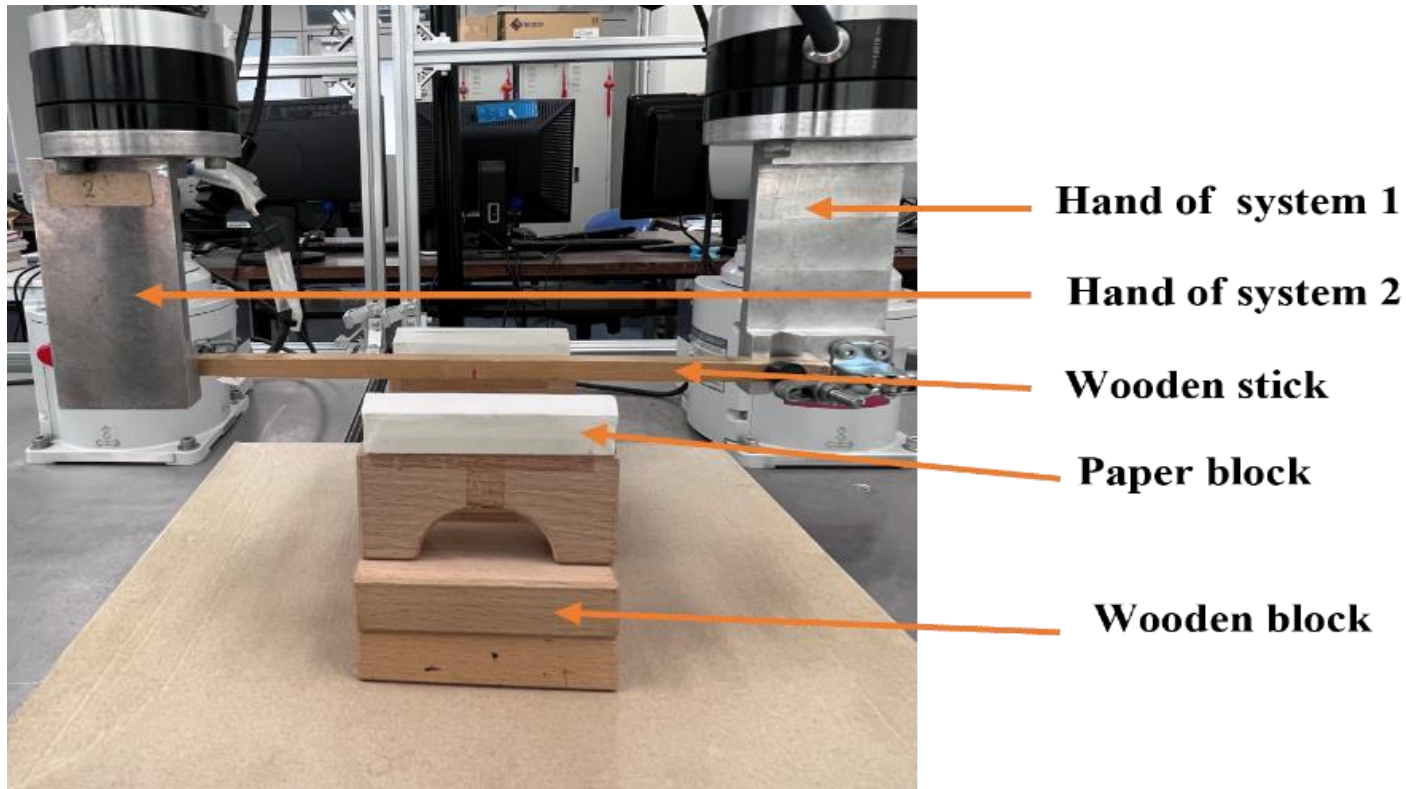 2
Hand of system 1
Hand of system 2
Wooden stick
Paper block
Wooden block